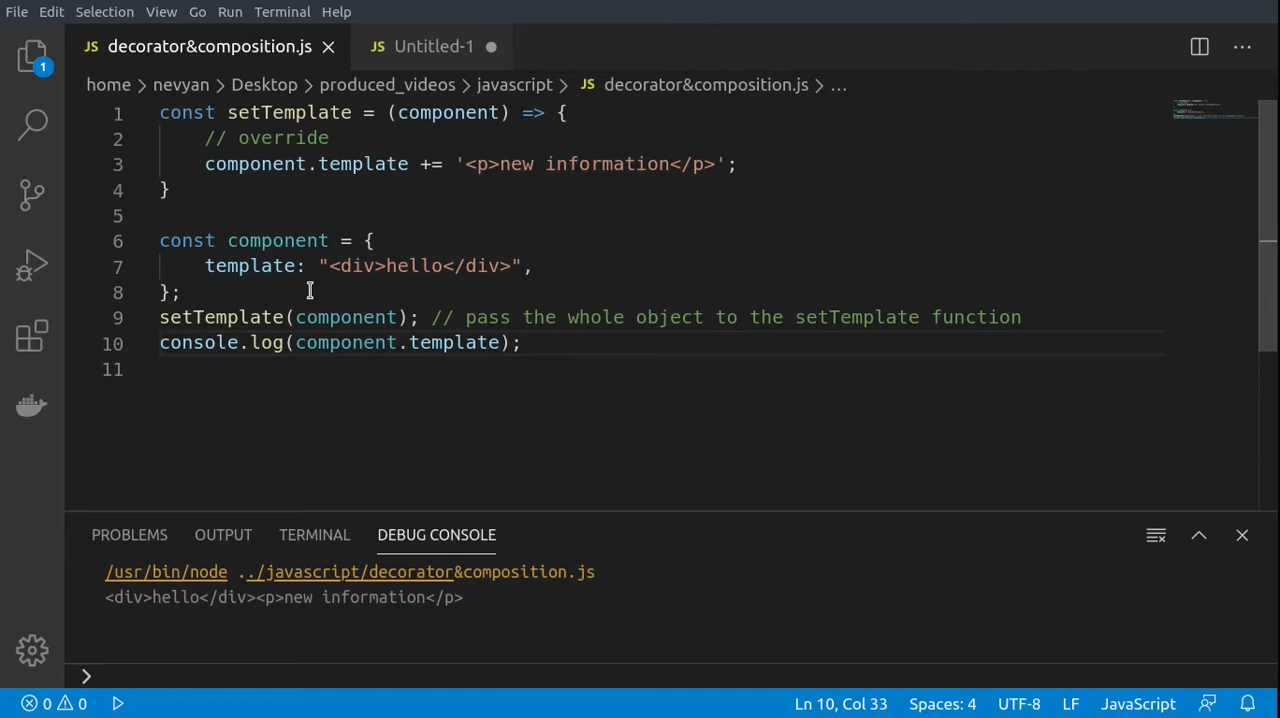 File Edit Selection View Go Run Terminal Help
JS decorator&composition.js JS Untitled-1
home > nevyan > Desktop > produced_videos > javascript > JS decorator&composition.js > ...
1 const setTemplate = (component) => {
2 // override
3 component.template += '<p>new information</p>';
4 }
5
6 const component = {
7 template: "<div>hello</div>",
8 };
9 setTemplate(component); // pass the whole object to the setTemplate function
10 console.log(component.template);
11
1
PROBLEMS OUTPUT TERMINAL DEBUG CONSOLE
/usr/bin/node ../javascript/decorator&composition.js
<div>hello</div><p>new information</p>
>
0 0 Ln 10, Col 33 Spaces: 4 UTF-8 LF JavaScript